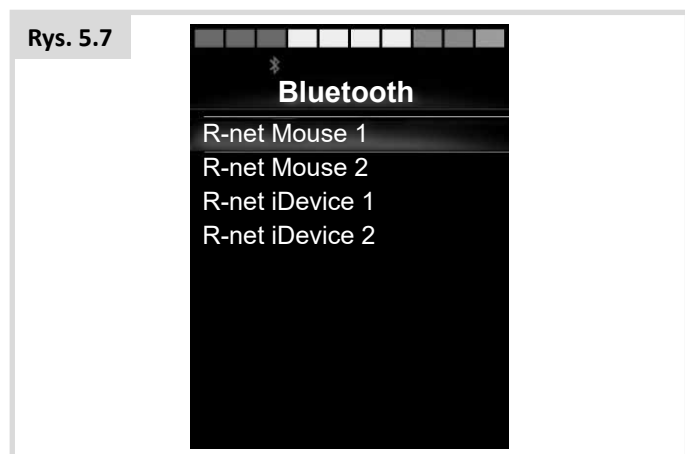 Rys. 5.7
Bluetooth
R-net Mouse 1
R-net Mouse 2
R-net iDevice 1
R-net iDevice 2